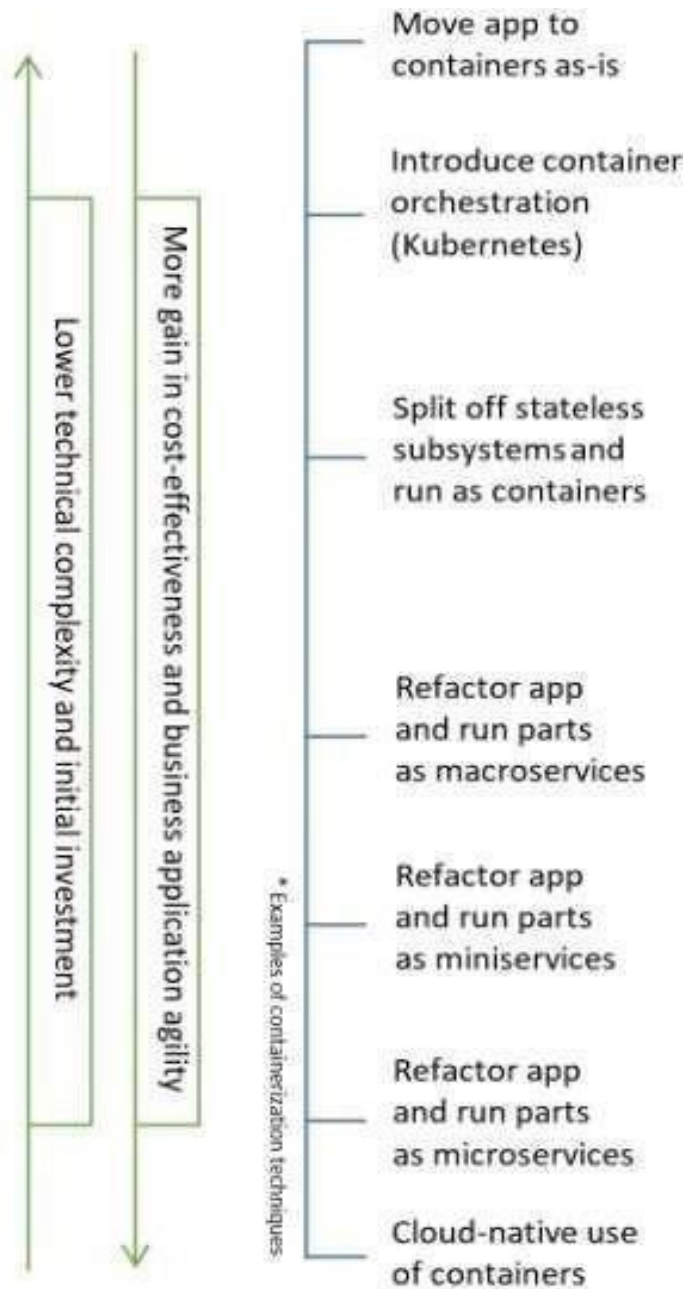 Move app to
containers as-is
Introduce container
orchestration
(Kubernetes)
Split off stateless
subsystems and
run as containers
Refactor app
and run parts
as macroservices
Refactor app
and run parts
as miniservices
Refactor app
and run parts
as microservices
Cloud-native use
of containers
Lower technical complexity and initial investment
More gain in cost-effectiveness and business application agility
* Examples of containerization techniques